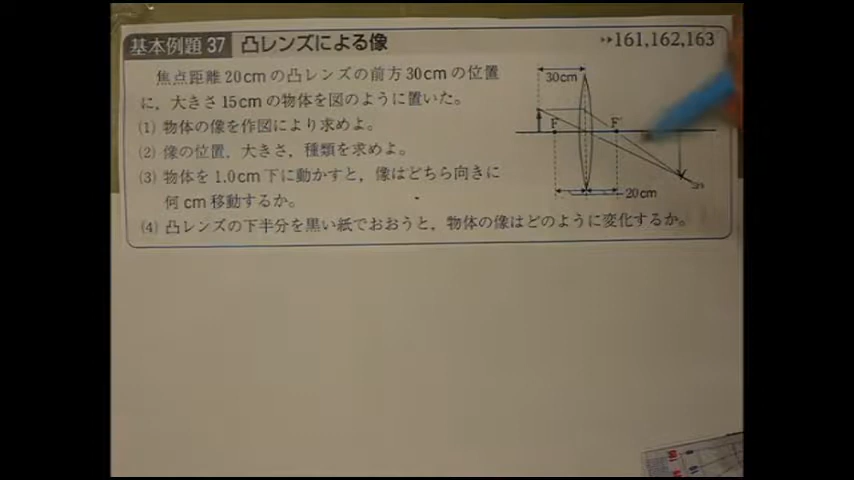 基本例題 37 凸レンズによる像 161,162,163
焦点距離20cmの凸レンズの前方30cmの位置
に，大きさ15cmの物体を図のように置いた。
(1) 物体の像を作図により求めよ。
(2) 像の位置，大きさ，種類を求めよ。
(3) 物体を1.0cm下に動かすと，像はどちら向きに
何cm移動するか。
(4) 凸レンズの下半分を黒い紙でおおうと，物体の像はどのように変化するか。
30cm
F
F′
20cm